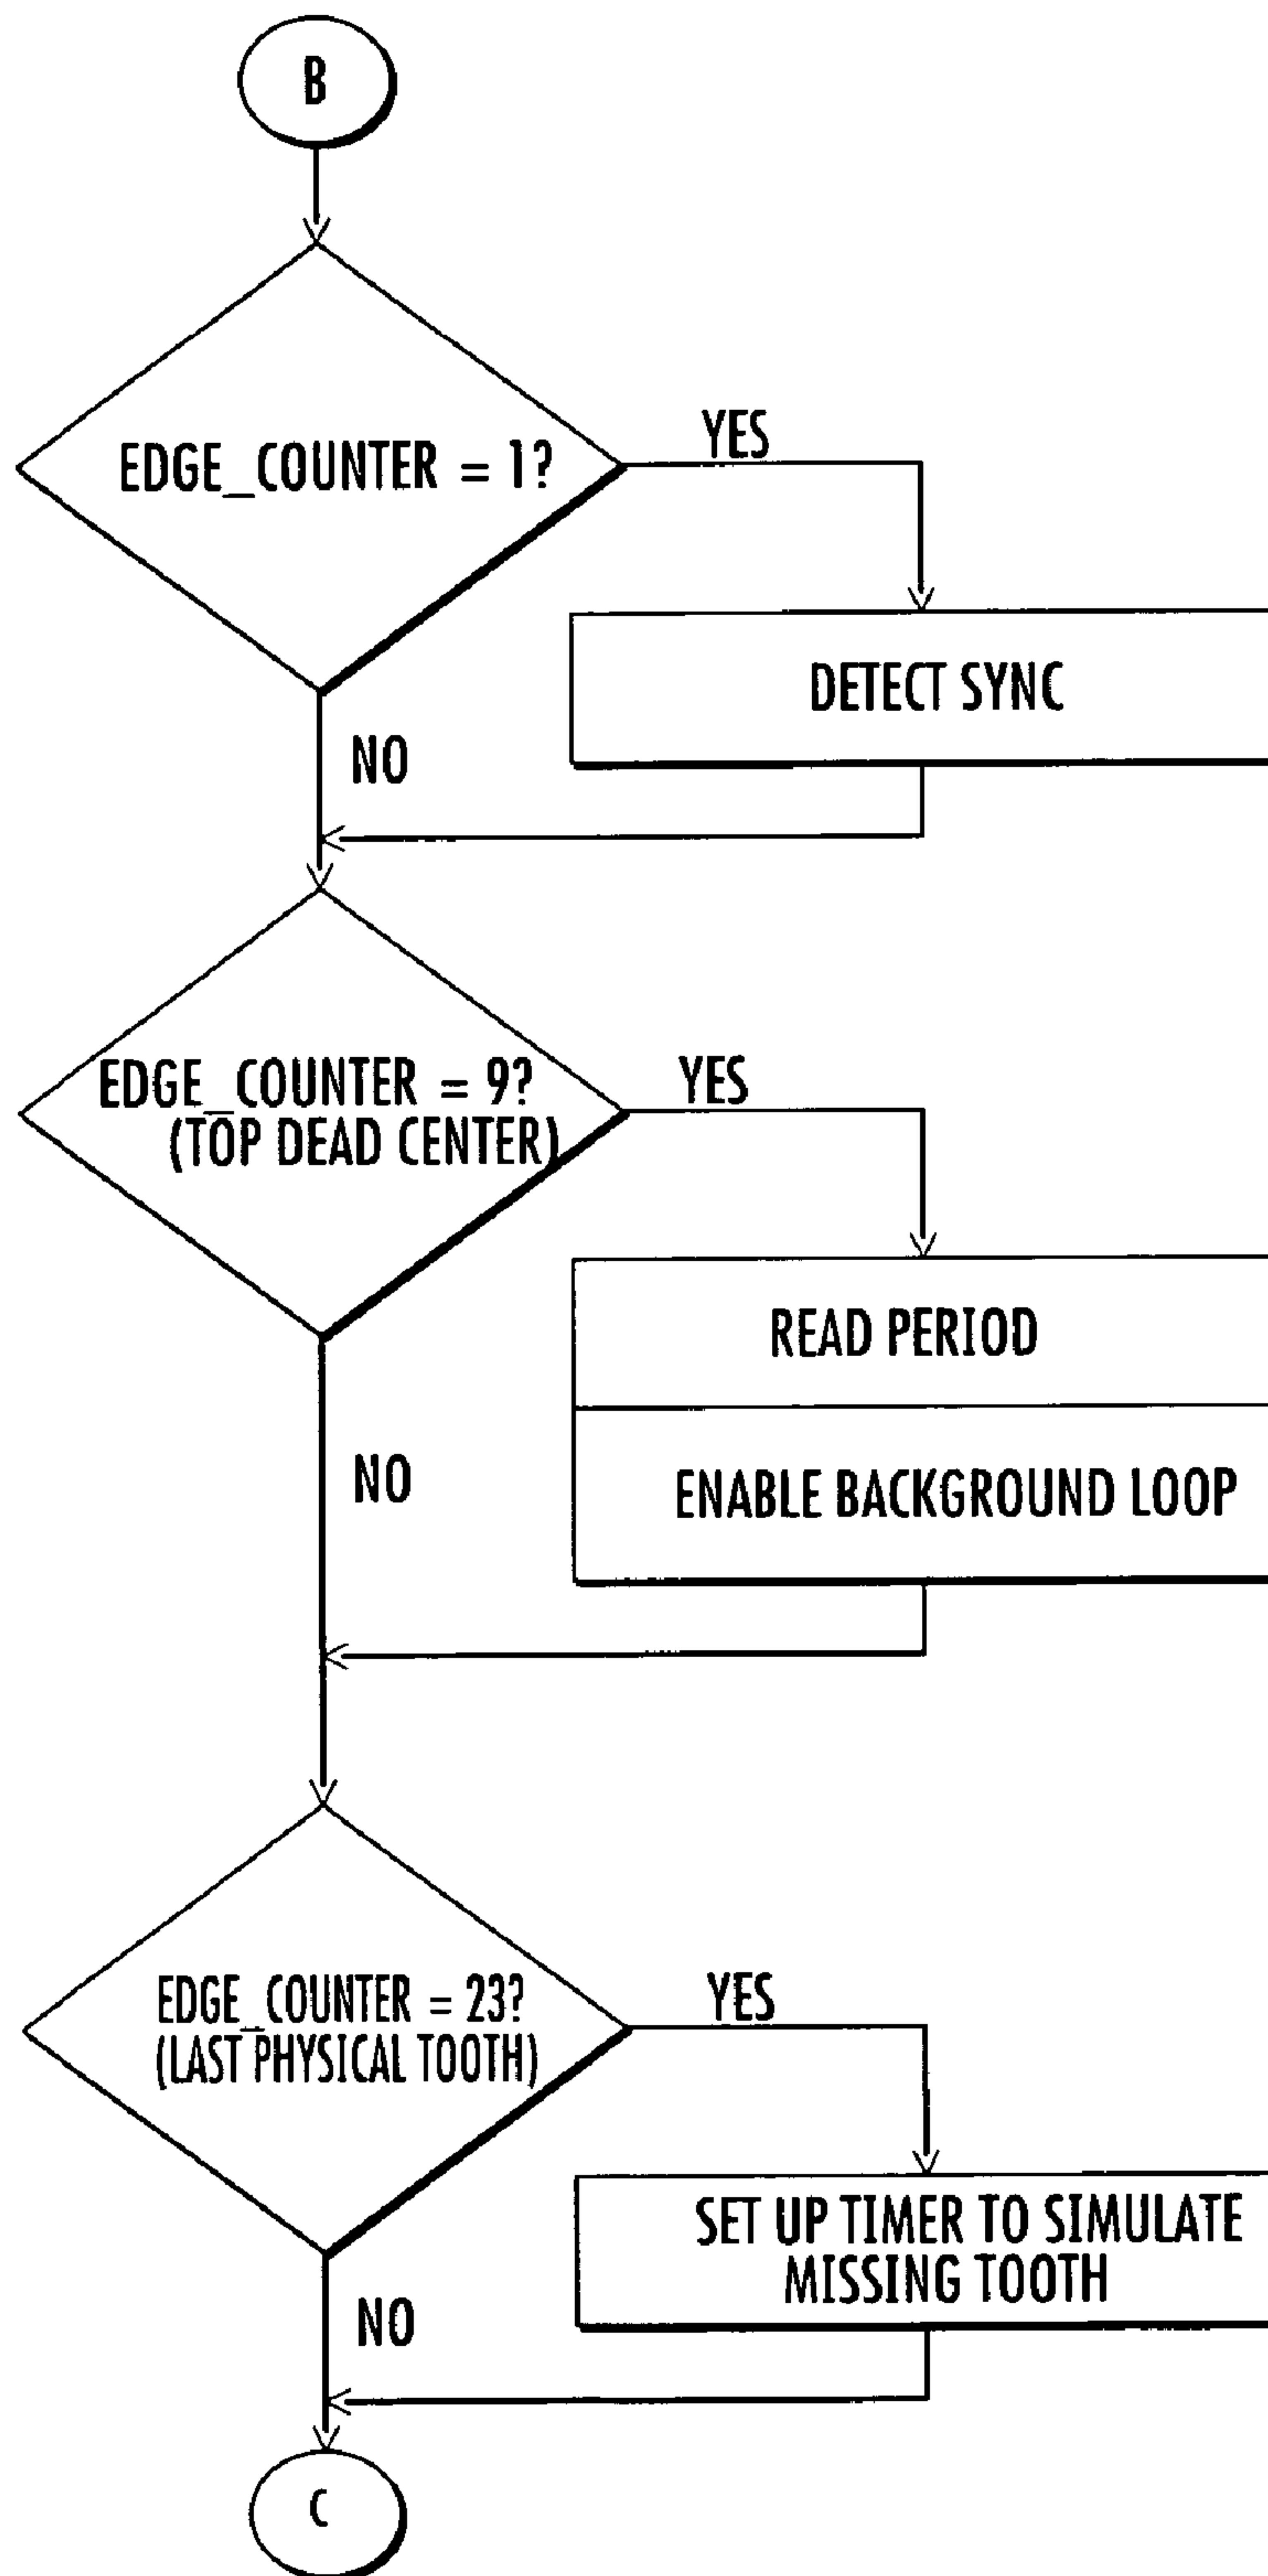 B
EDGE_COUNTER = 1?
YES
DETECT SYNC
NO
EDGE_COUNTER = 9?
(TOP DEAD CENTER)
YES
READ PERIOD
ENABLE BACKGROUND LOOP
NO
EDGE_COUNTER = 23?
(LAST PHYSICAL TOOTH)
YES
SET UP TIMER TO SIMULATE
MISSING TOOTH
NO
C